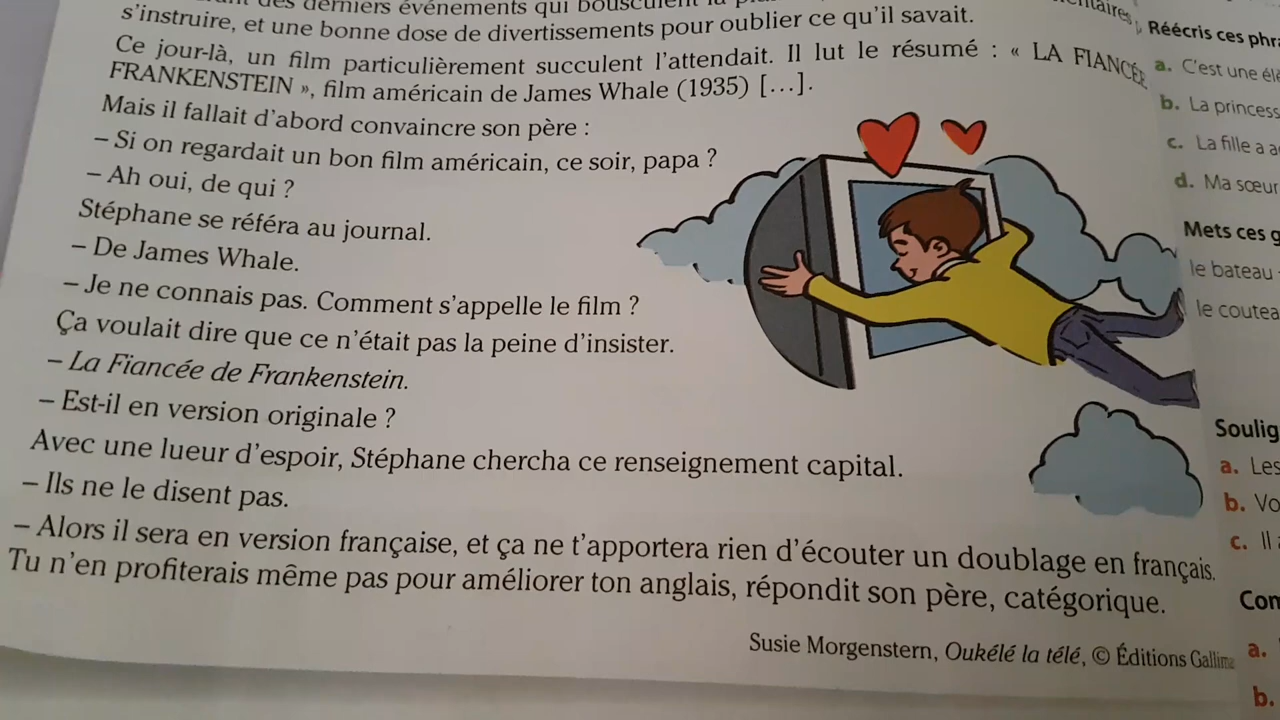 des derniers événements qui bousculent la
s'instruire, et une bonne dose de divertissements pour oublier ce qu'il savait.
Ce jour-là, un film particulièrement succulent l'attendait. Il lut le résumé : « LA FIANCÉE
FRANKENSTEIN », film américain de James Whale (1935) […].
Mais il fallait d'abord convaincre son père :
– Si on regardait un bon film américain, ce soir, papa ?
– Ah oui, de qui ?
Stéphane se référa au journal.
– De James Whale.
– Je ne connais pas. Comment s'appelle le film ?
Ça voulait dire que ce n'était pas la peine d'insister.
– La Fiancée de Frankenstein.
– Est-il en version originale ?
Avec une lueur d'espoir, Stéphane chercha ce renseignement capital.
– Ils ne le disent pas.
– Alors il sera en version française, et ça ne t'apportera rien d'écouter un doublage en français.
Tu n'en profiterais même pas pour améliorer ton anglais, répondit son père, catégorique.
Susie Morgenstern, Oukélé la télé, © Éditions
Réécris ces
a. C'est une
b. La
c. La fille a
d. Ma sœur
Mets ces
le bateau
le
a. Les
b.
c. Il
a.
b.